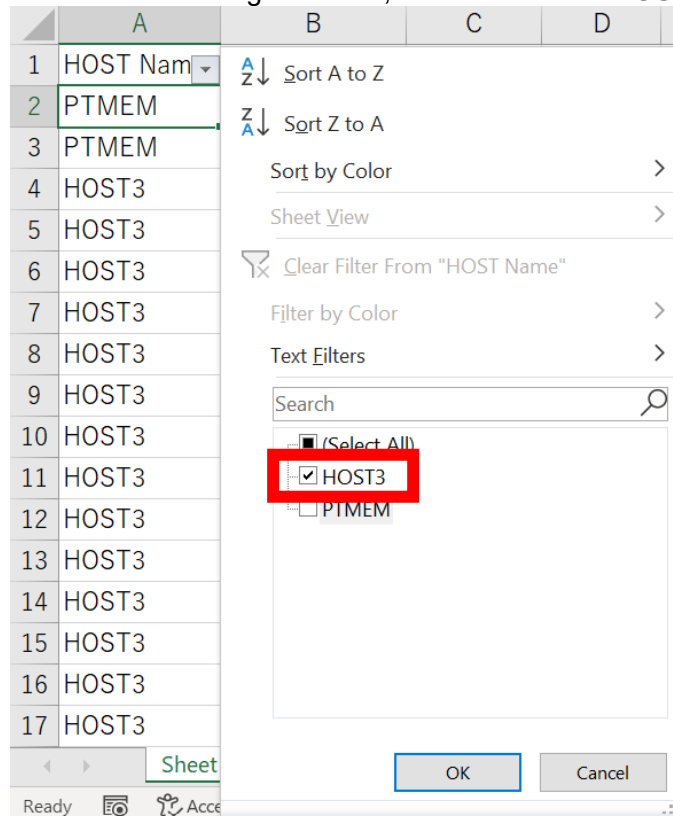 A B C D
1 HOST Nam
2 PTMEM
3 PTMEM
4 HOST3
5 HOST3
6 HOST3
7 HOST3
8 HOST3
9 HOST3
10 HOST3
11 HOST3
12 HOST3
13 HOST3
14 HOST3
15 HOST3
16 HOST3
17 HOST3
Sort A to Z
Sort Z to A
Sort by Color
Sheet View
Clear Filter From "HOST Name"
Filter by Color
Text Filters
Search
(Select All)
HOST3
PTMEM
OK Cancel
Sheet
Ready Acce